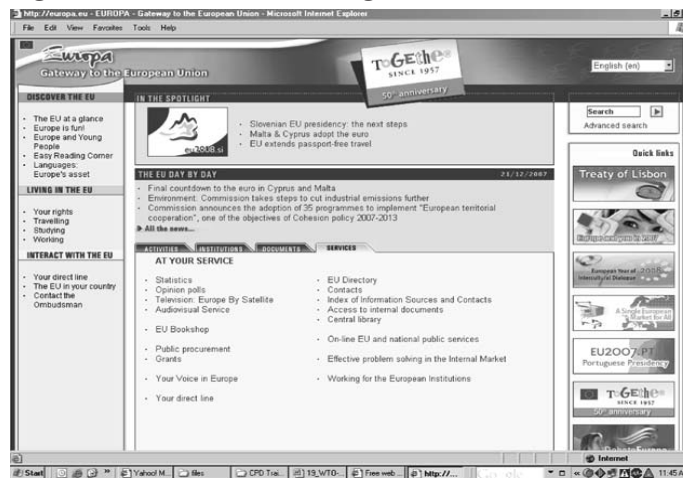 http://europa.eu - EUROPA - Gateway to the European Union - Microsoft Internet Explorer
File Edit View Favorites Tools Help
Europa
Gateway to the European Union
ToGEtheR
SINCE 1957
50th anniversary
English (en)
DISCOVER THE EU
The EU at a glance
Europe is fun!
Europe and Young
People
Easy Reading Corner
Languages:
Europe's asset
LIVING IN THE EU
Your rights
Travelling
Studying
Working
INTERACT WITH THE EU
Your direct line
The EU in your country
Contact the
Ombudsman
IN THE SPOTLIGHT
eu2008.si
Slovenian EU presidency: the next steps
Malta & Cyprus adopt the euro
EU extends passport-free travel
THE EU DAY BY DAY 21/12/2007
Final countdown to the euro in Cyprus and Malta
Environment: Commission takes steps to cut industrial emissions further
Commission announces the adoption of 35 programmes to implement "European territorial
cooperation", one of the objectives of Cohesion policy 2007-2013
All the news...
ACTIVITIES INSTITUTIONS DOCUMENTS SERVICES
AT YOUR SERVICE
Statistics
Opinion polls
Television: Europe By Satellite
Audiovisual Service
EU Bookshop
Public procurement
Grants
Your Voice in Europe
Your direct line
EU Directory
Contacts
Index of Information Sources and Contacts
Access to internal documents
Central library
On-line EU and national public services
Effective problem solving in the Internal Market
Working for the European Institutions
Search
Advanced search
Quick links
Treaty of Lisbon
Europe and you in 2007
European Year of 2008
Intercultural Dialogue
A Single European
Market for All
EU2007.PT
Portuguese Presidency
ToGEtheR
SINCE 1957
50th anniversary
Debate Europe
Internet
Start Yahoo! M... files CPD Trai... 19_WTO-... Free web ... http://... 11:45 A